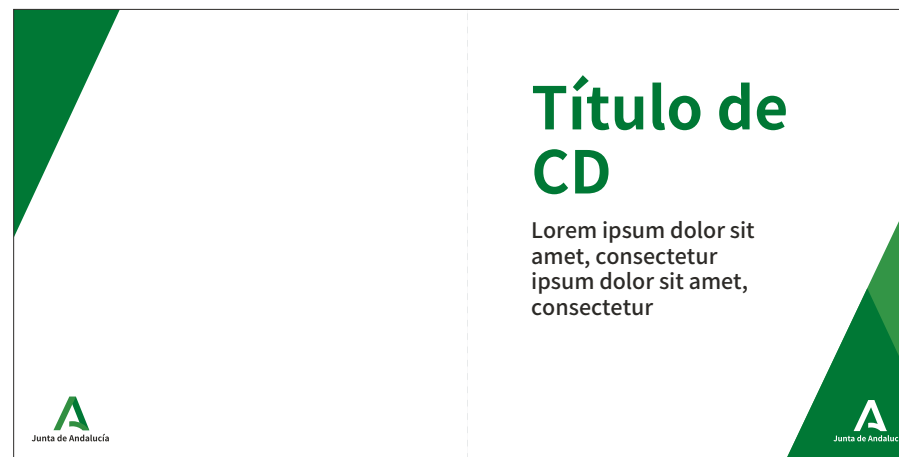 Título de
CD
Lorem ipsum dolor sit
amet, consectetur
ipsum dolor sit amet,
consectetur
Junta de Andalucía
Junta de Andaluc